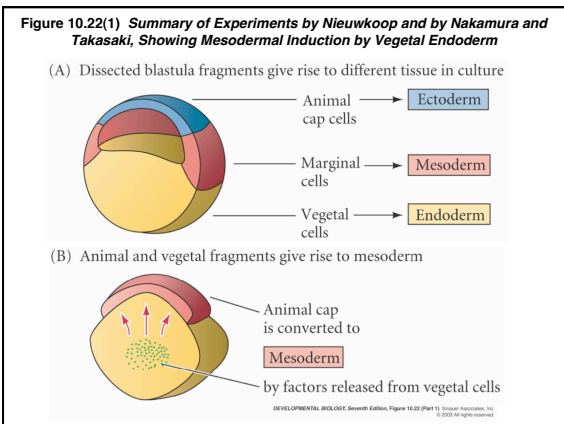 Figure 10.22(1) Summary of Experiments by Nieuwkoop and by Nakamura and
Takasaki, Showing Mesodermal Induction by Vegetal Endoderm
(A) Dissected blastula fragments give rise to different tissue in culture
Animal
cap cells
Ectoderm
Marginal
cells
Mesoderm
Vegetal
cells
Endoderm
(B) Animal and vegetal fragments give rise to mesoderm
Animal cap
is converted to
Mesoderm
by factors released from vegetal cells
DEVELOPMENTAL BIOLOGY, Seventh Edition, Figure 10.22 (Part 1) Sinauer Associates, Inc.
© 2003 All rights reserved.